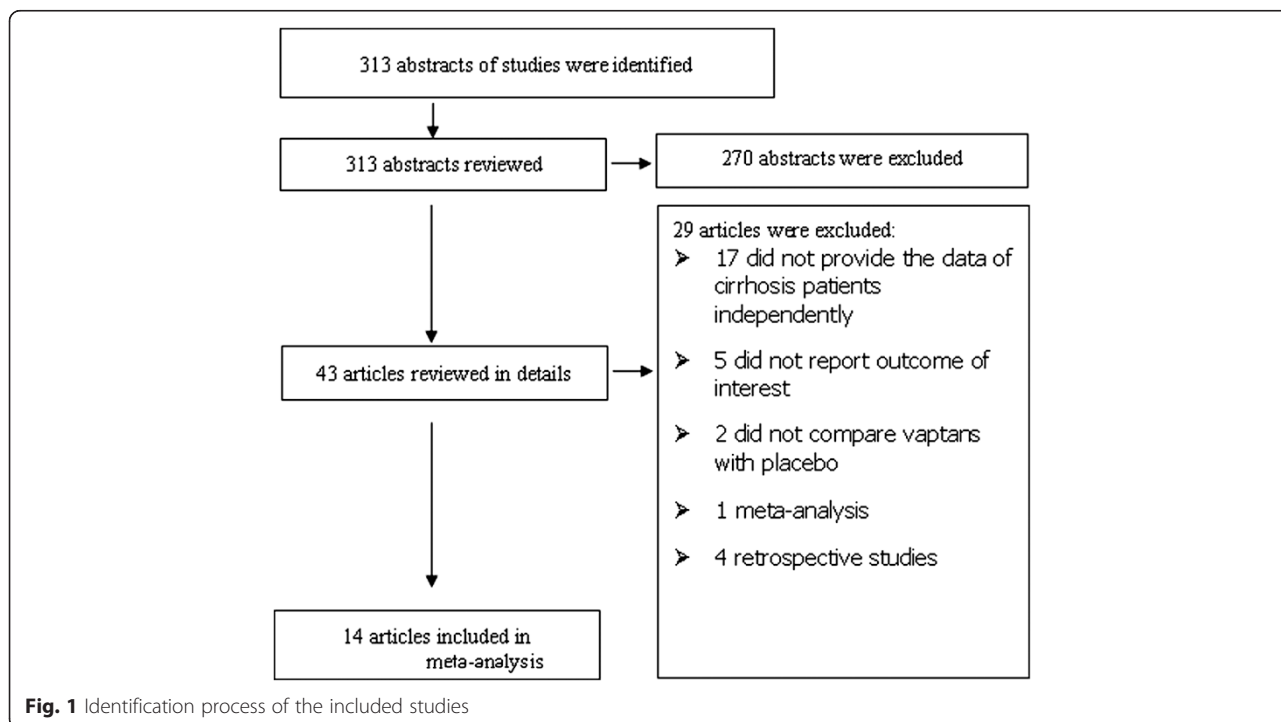 313 abstracts of studies were identified
313 abstracts reviewed
270 abstracts were excluded
29 articles were excluded:
➢ 17 did not provide the data of
cirrhosis patients
independently
➢ 5 did not report outcome of
interest
➢ 2 did not compare vaptans
with placebo
➢ 1 meta-analysis
➢ 4 retrospective studies
43 articles reviewed in details
14 articles included in
meta-analysis
Fig. 1 Identification process of the included studies